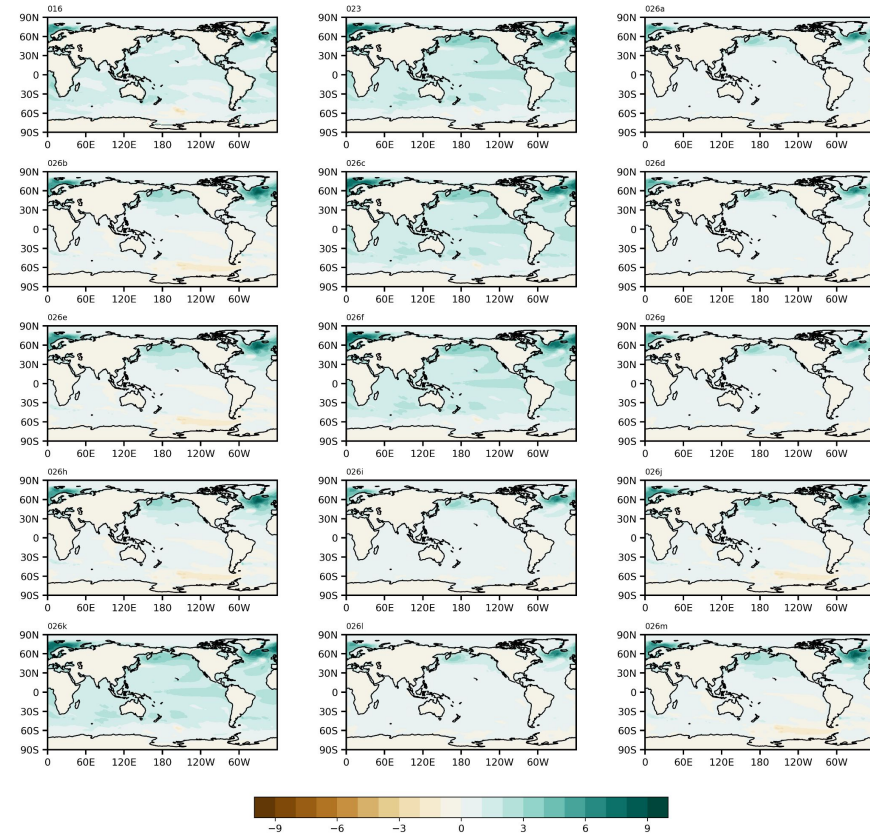 016 023 026a
90N 90N 90N
60N 60N 60N
30N 30N 30N
0 0 0
30S 30S 30S
60S 60S 60S
90S 90S 90S
0 60E 120E 180 120W 60W 0 60E 120E 180 120W 60W 0 60E 120E 180 120W 60W
026b 026c 026d
90N 90N 90N
60N 60N 60N
30N 30N 30N
0 0 0
30S 30S 30S
60S 60S 60S
90S 90S 90S
0 60E 120E 180 120W 60W 0 60E 120E 180 120W 60W 0 60E 120E 180 120W 60W
026e 026f 026g
90N 90N 90N
60N 60N 60N
30N 30N 30N
0 0 0
30S 30S 30S
60S 60S 60S
90S 90S 90S
0 60E 120E 180 120W 60W 0 60E 120E 180 120W 60W 0 60E 120E 180 120W 60W
026h 026i 026j
90N 90N 90N
60N 60N 60N
30N 30N 30N
0 0 0
30S 30S 30S
60S 60S 60S
90S 90S 90S
0 60E 120E 180 120W 60W 0 60E 120E 180 120W 60W 0 60E 120E 180 120W 60W
026k 026l 026m
90N 90N 90N
60N 60N 60N
30N 30N 30N
0 0 0
30S 30S 30S
60S 60S 60S
90S 90S 90S
0 60E 120E 180 120W 60W 0 60E 120E 180 120W 60W 0 60E 120E 180 120W 60W
−9 −6 −3 0 3 6 9